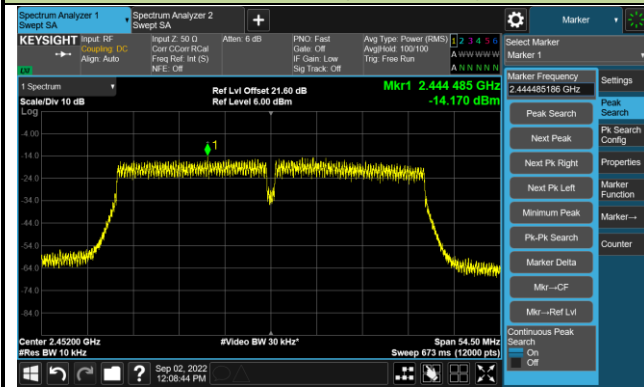 Spectrum Analyzer 1
Swept SA
Spectrum Analyzer 2
Swept SA
+
Marker
KEYSIGHT
Input: RF
Coupling: DC
Align: Auto
Input Z: 50 Ω
Corr CCorr RCal
Freq Ref: Int (S)
NFE: Off
Atten: 6 dB
PNO: Fast
Gate: Off
IF Gain: Low
Sig Track: Off
Avg Type: Power (RMS)
Avg|Hold: 100/100
Trig: Free Run
1 2 3 4 5 6
A W W W W W
A N N N N N
LVI
Select Marker
Marker 1
1 Spectrum
Scale/Div 10 dB
Log
Ref Lvl Offset 21.60 dB
Ref Level 6.00 dBm
Mkr1 2.444 485 GHz
-14.170 dBm
1
-4.00
-14.0
-24.0
-34.0
-44.0
-54.0
-64.0
-74.0
-84.0
Center 2.45200 GHz
#Res BW 10 kHz
#Video BW 30 kHz*
Span 54.50 MHz
Sweep 673 ms (12000 pts)
Marker Frequency
2.444485186 GHz
Peak Search
Next Peak
Next Pk Right
Next Pk Left
Minimum Peak
Pk-Pk Search
Marker Delta
Mkr→CF
Mkr→Ref Lvl
Continuous Peak
Search
On
Off
Settings
Peak
Search
Pk Search
Config
Properties
Marker
Function
Marker→
Counter
?
Sep 02, 2022
12:08:44 PM